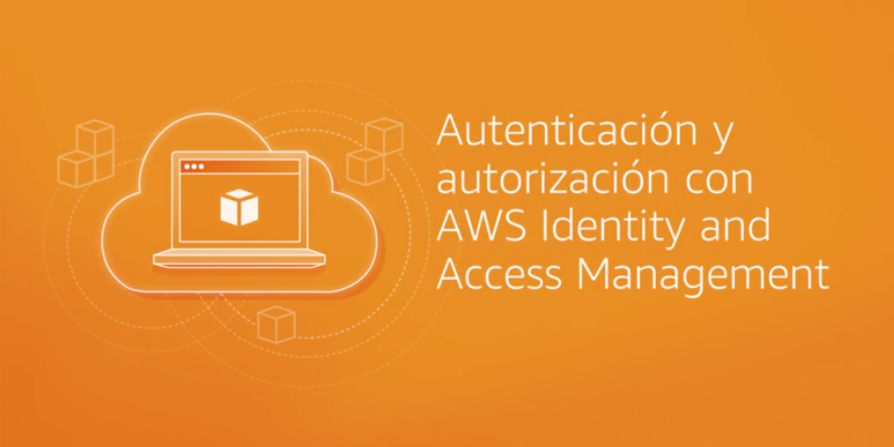 Autenticación y
autorización con
AWS Identity and
Access Management